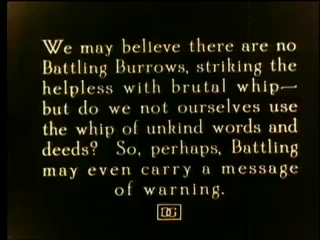 We may believe there are no
Battling Burrows, striking the
helpless with brutal whip—
but do we not ourselves use
the whip of unkind words and
deeds? So, perhaps, Battling
may even carry a message
of warning.
DG